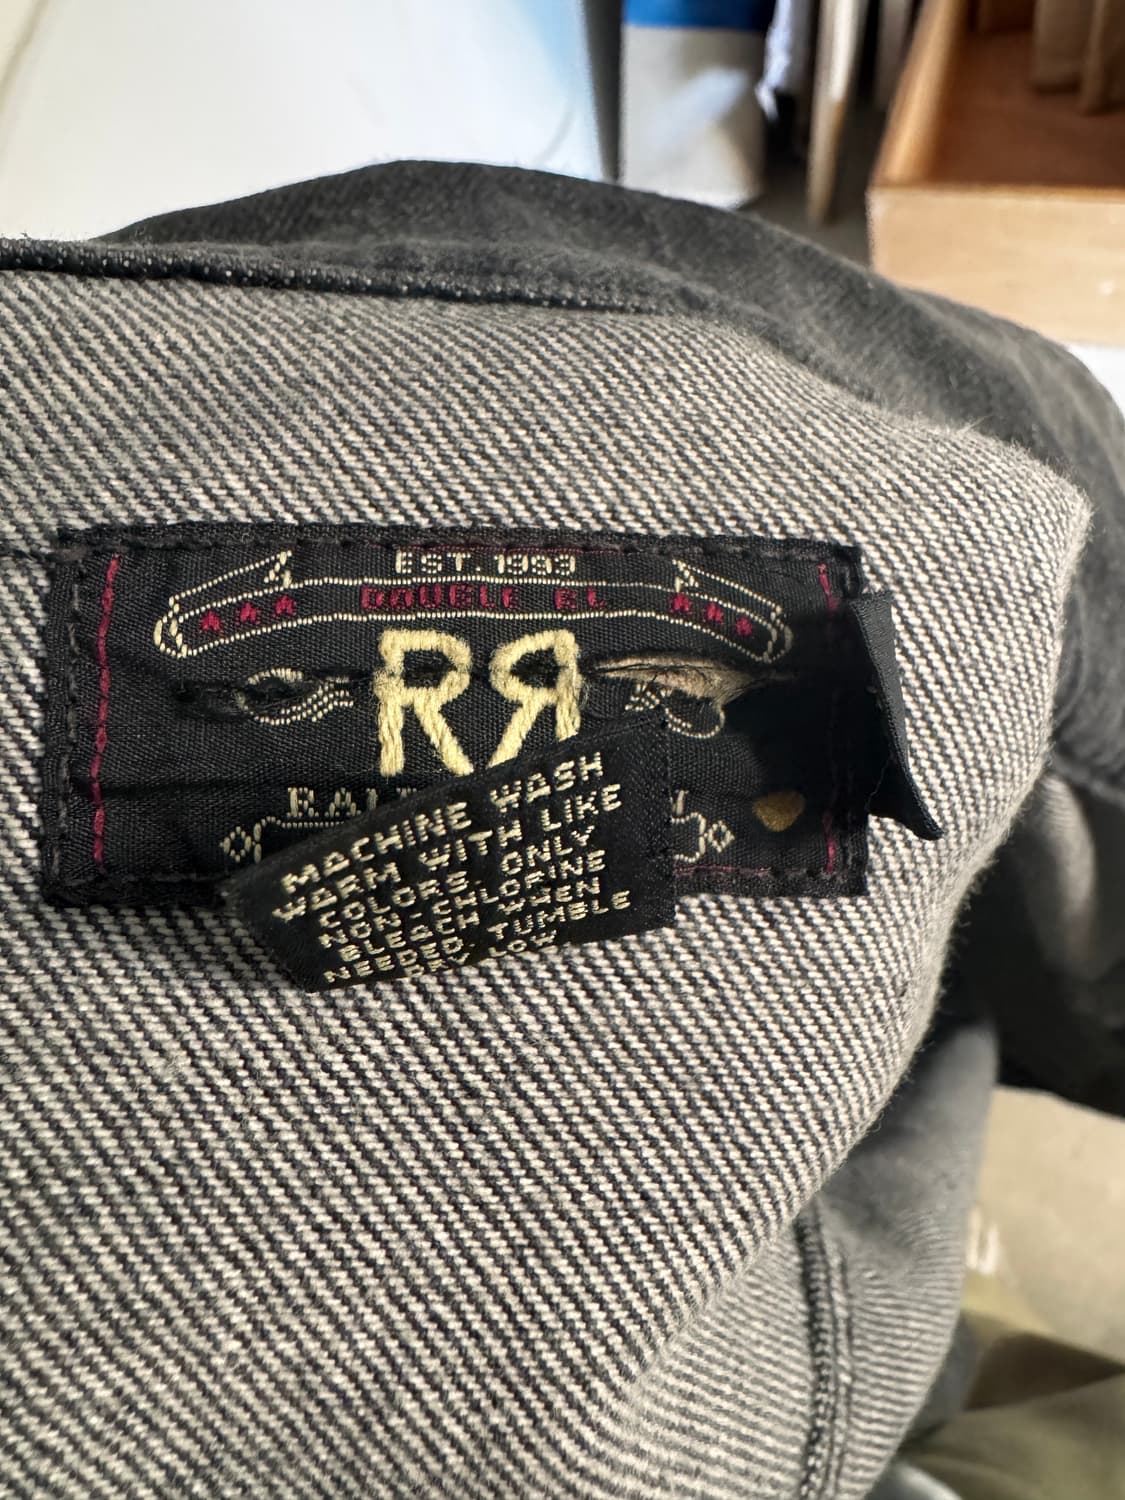 EST. 1993
DOUBLE RL
RR
RALP
MACHINE WASH
WARM WITH LIKE
COLORS. ONLY
NON-CHLORINE
BLEACH WHEN
NEEDED. TUMBLE
DRY LOW